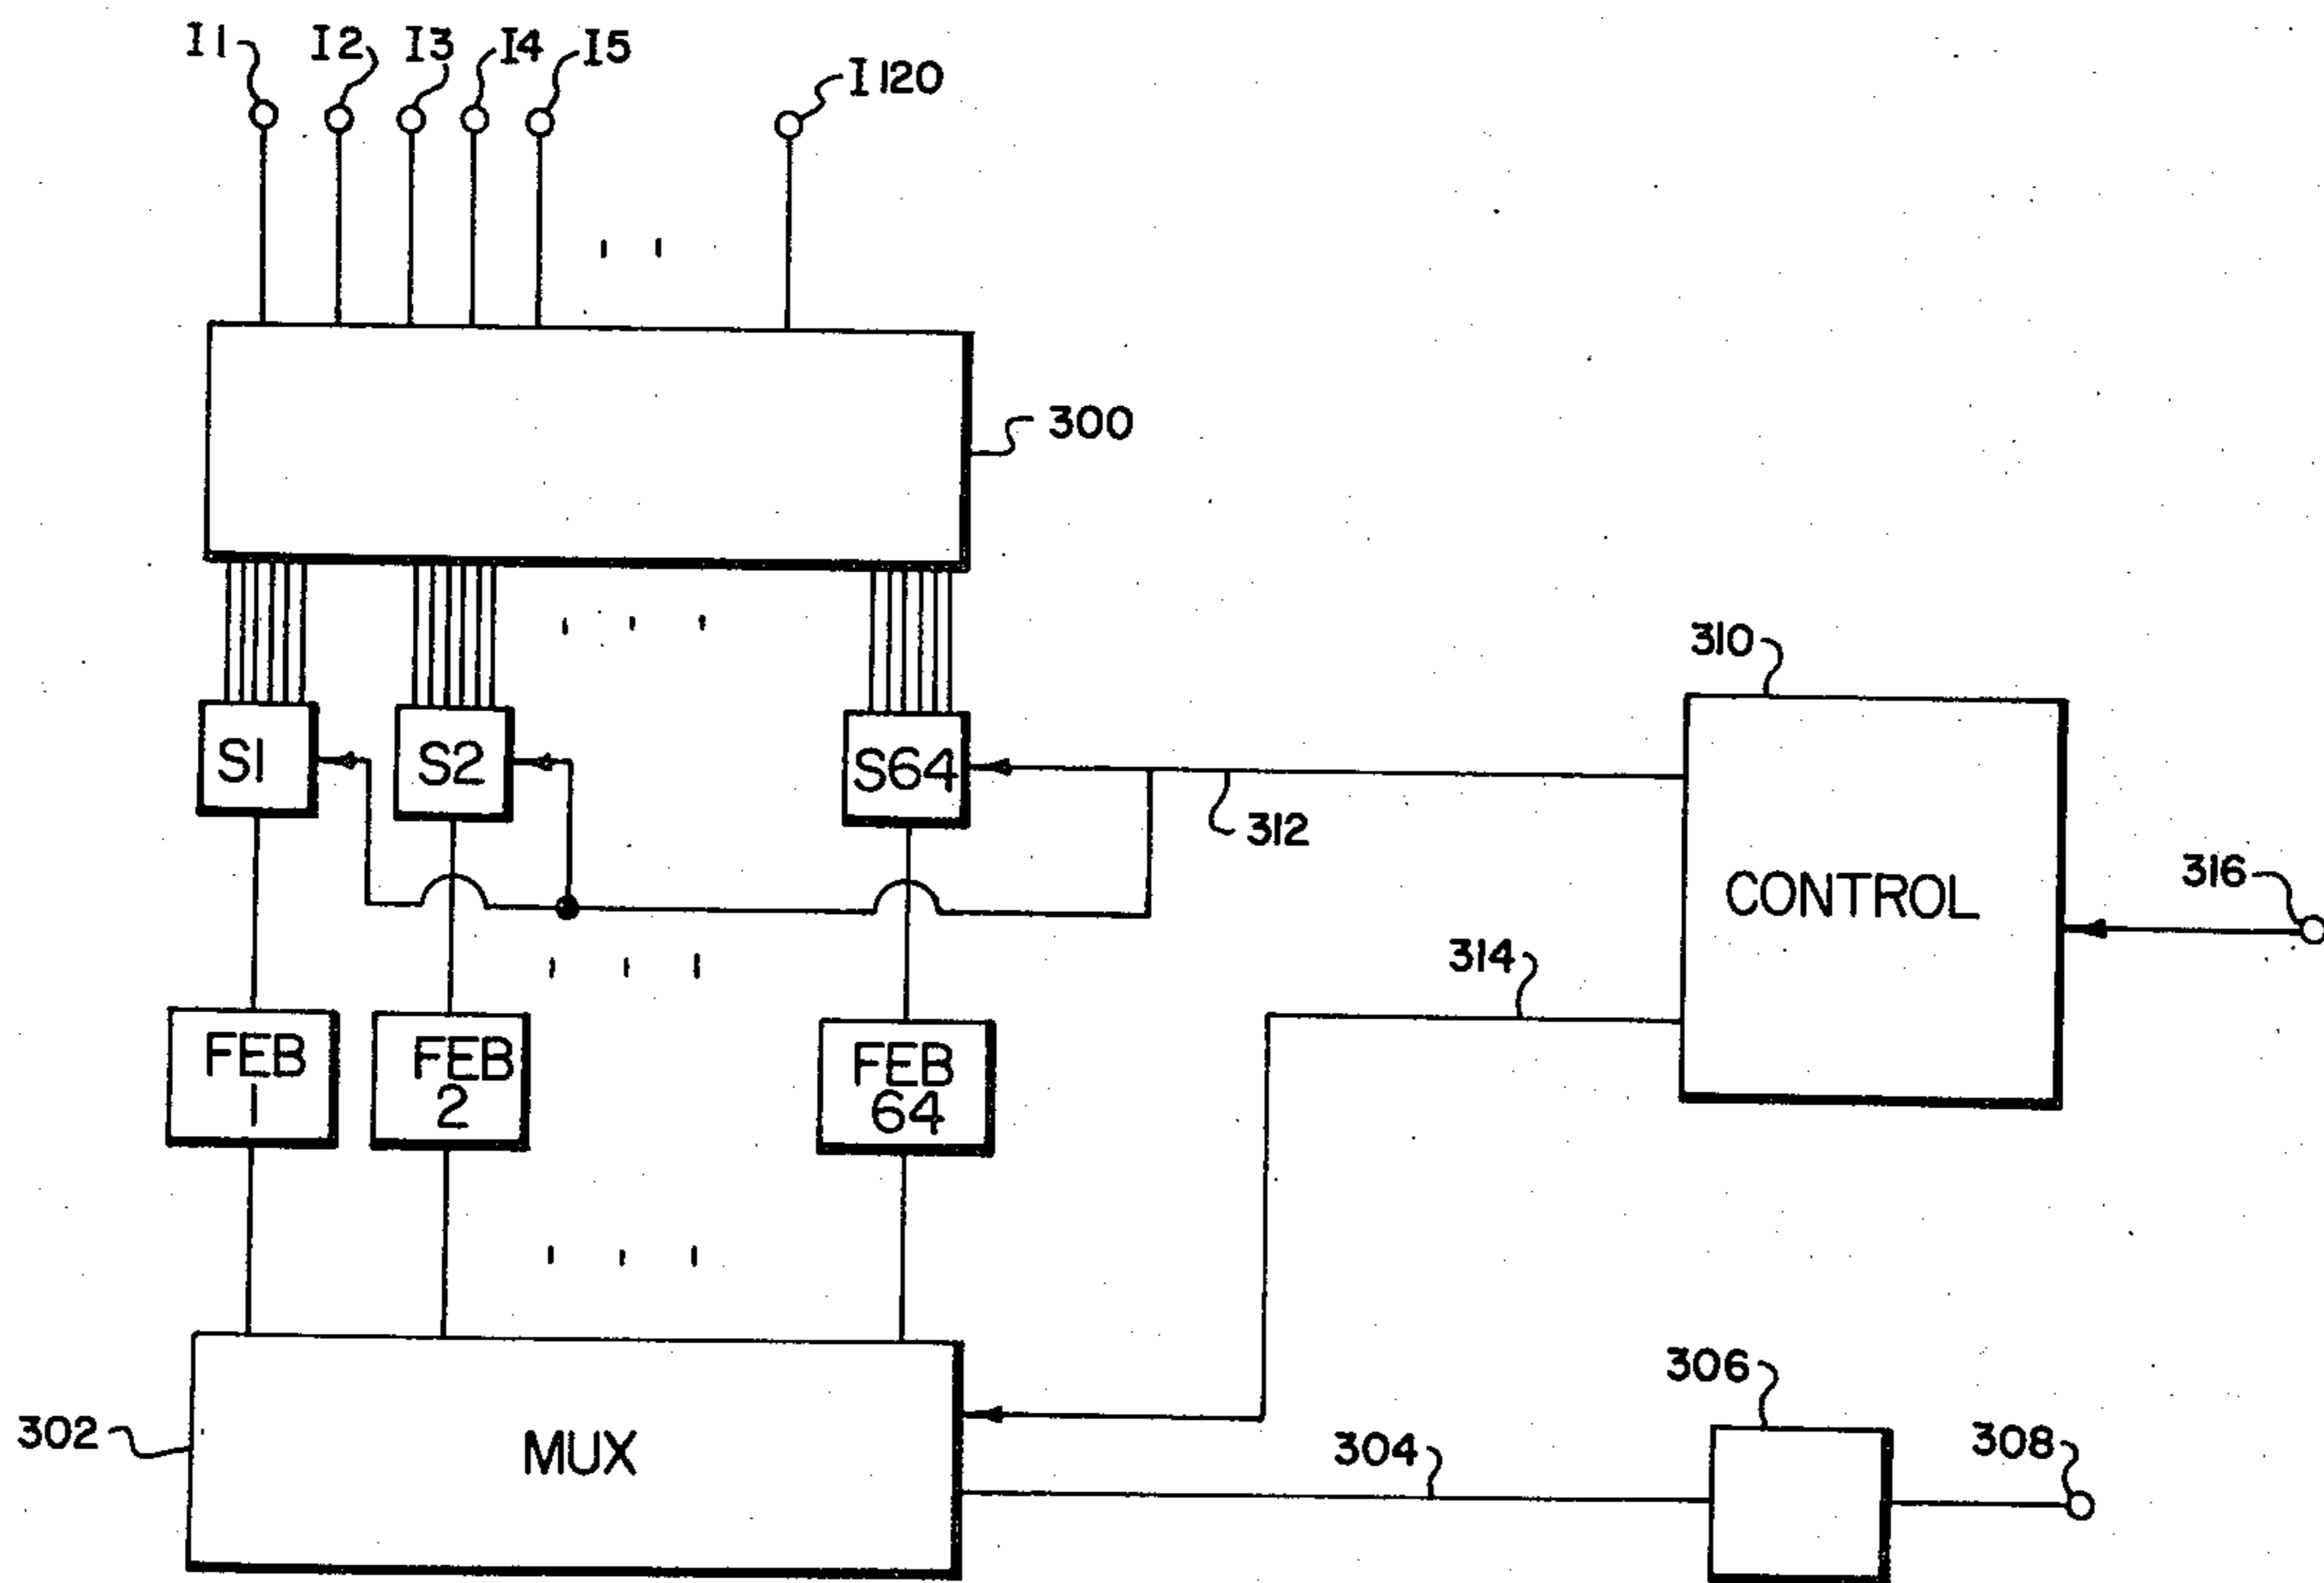 I1 I2 I3 I4 I5
I120
300
310
S1 S2 S64
312
CONTROL
316
314
FEB
1
FEB
2
FEB
64
306
302
MUX
304
308